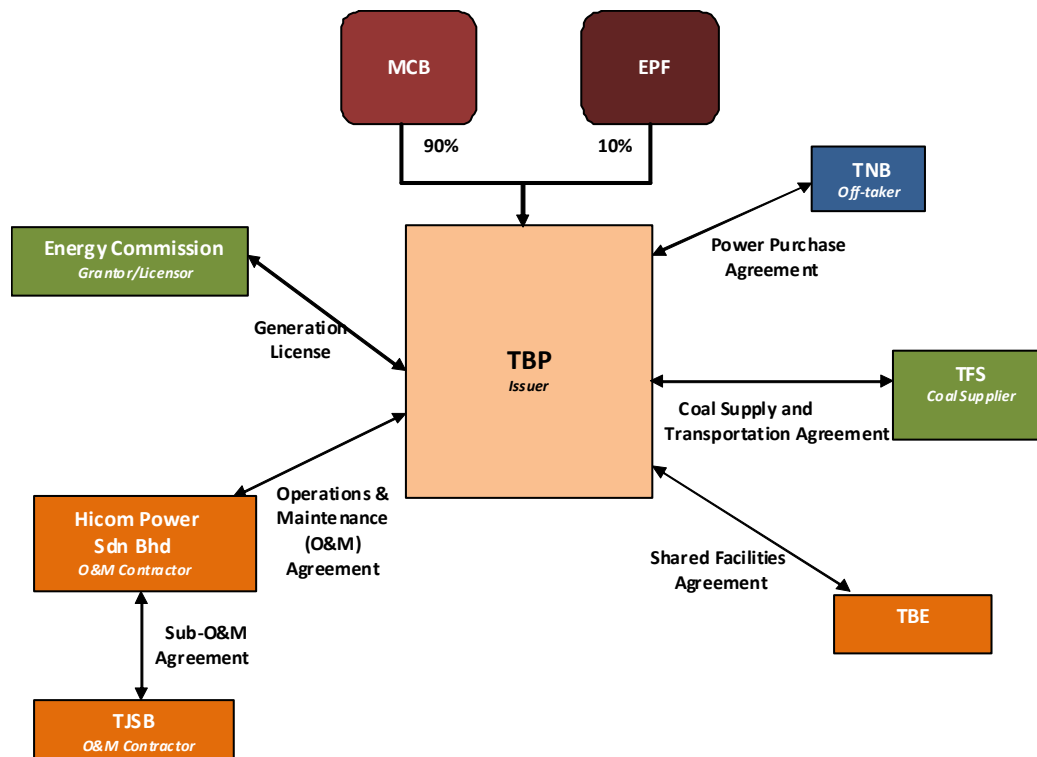 MCB
EPF
90%
10%
TNB
Off-taker
Power Purchase
Agreement
Energy Commission
Grantor/Licensor
Generation
License
TBP
Issuer
TFS
Coal Supplier
Coal Supply and
Transportation Agreement
Hicom Power
Sdn Bhd
O&M Contractor
Operations &
Maintenance
(O&M)
Agreement
Shared Facilities
Agreement
TBE
Sub-O&M
Agreement
TJSB
O&M Contractor